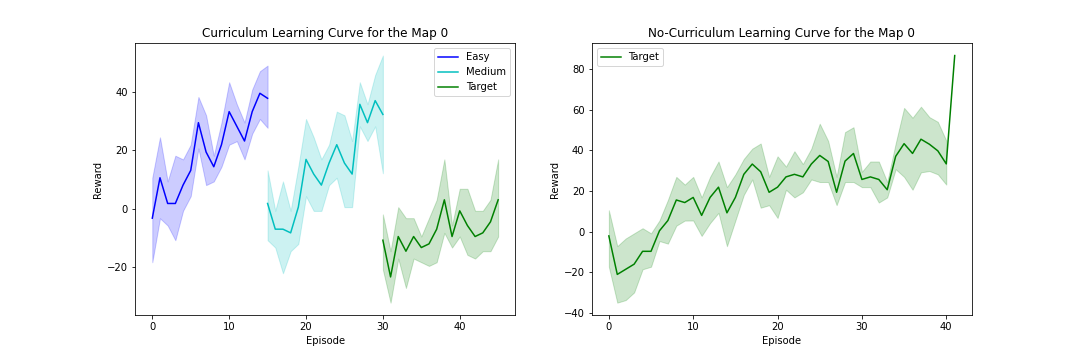 Curriculum Learning Curve for the Map 0
Easy
Medium
Target
40
20
0
−20
Reward
0
10
20
30
40
Episode
No-Curriculum Learning Curve for the Map 0
Target
80
60
40
20
0
−20
−40
Reward
0
10
20
30
40
Episode